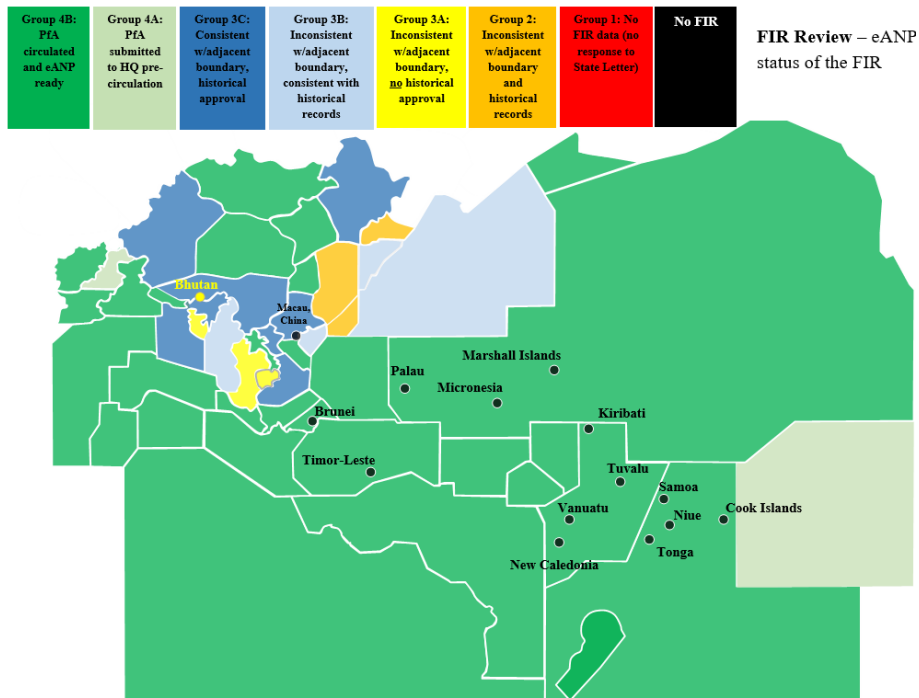 Group 4B:
PfA
circulated
and eANP
ready
Group 4A:
PfA
submitted
to HQ pre-
circulation
Group 3C:
Consistent
w/adjacent
boundary,
historical
approval
Group 3B:
Inconsistent
w/adjacent
boundary,
consistent with
historical
records
Group 3A:
Inconsistent
w/adjacent
boundary,
no historical
approval
Group 2:
Inconsistent
w/adjacent
boundary
and
historical
records
Group 1: No
FIR data (no
response to
State Letter)
No FIR
FIR Review – eANP
status of the FIR
Bhutan
Macau,
China
Marshall Islands
Palau
Micronesia
Brunei
Kiribati
Timor-Leste
Tuvalu
Samoa
Vanuatu
Niue
Cook Islands
Tonga
New Caledonia